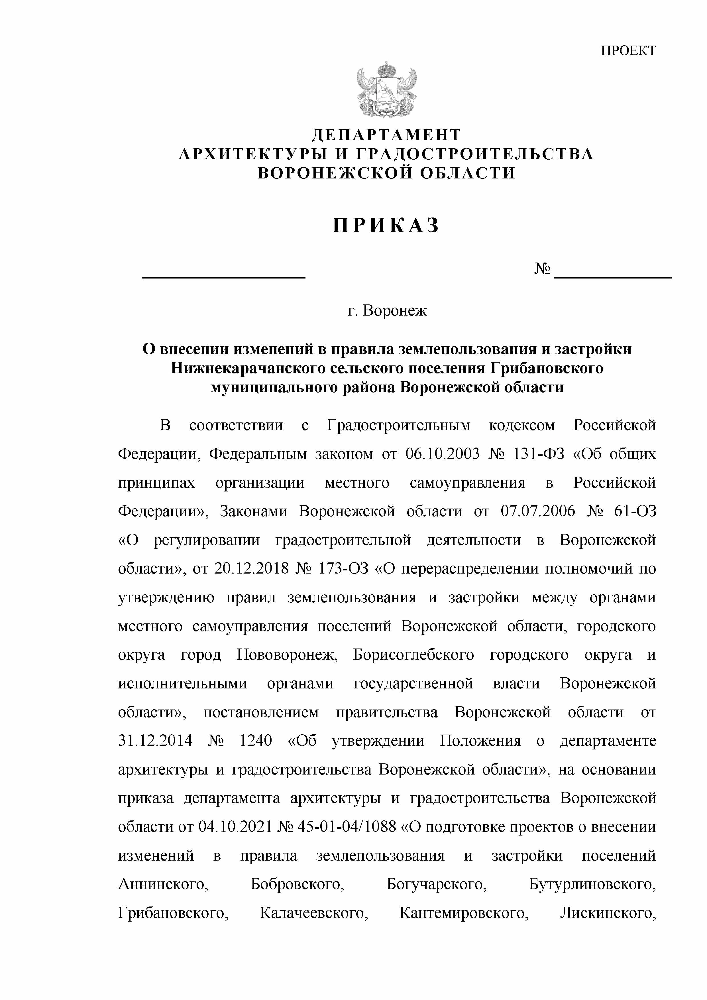 ПРОЕКТ
ДЕПАРТАМЕНТ
АРХИТЕКТУРЫ И ГРАДОСТРОИТЕЛЬСТВА
ВОРОНЕЖСКОЙ ОБЛАСТИ
ПРИКАЗ
____________________ № ______________
г. Воронеж
О внесении изменений в правила землепользования и застройки
Нижнекарачанского сельского поселения Грибановского
муниципального района Воронежской области
В соответствии с Градостроительным кодексом Российской
Федерации, Федеральным законом от 06.10.2003 № 131-ФЗ «Об общих
принципах организации местного самоуправления в Российской
Федерации», Законами Воронежской области от 07.07.2006 № 61-ОЗ
«О регулировании градостроительной деятельности в Воронежской
области», от 20.12.2018 № 173-ОЗ «О перераспределении полномочий по
утверждению правил землепользования и застройки между органами
местного самоуправления поселений Воронежской области, городского
округа город Нововоронеж, Борисоглебского городского округа и
исполнительными органами государственной власти Воронежской
области», постановлением правительства Воронежской области от
31.12.2014 № 1240 «Об утверждении Положения о департаменте
архитектуры и градостроительства Воронежской области», на основании
приказа департамента архитектуры и градостроительства Воронежской
области от 04.10.2021 № 45-01-04/1088 «О подготовке проектов о внесении
изменений в правила землепользования и застройки поселений
Аннинского, Бобровского, Богучарского, Бутурлиновского,
Грибановского, Калачеевского, Кантемировского, Лискинского,